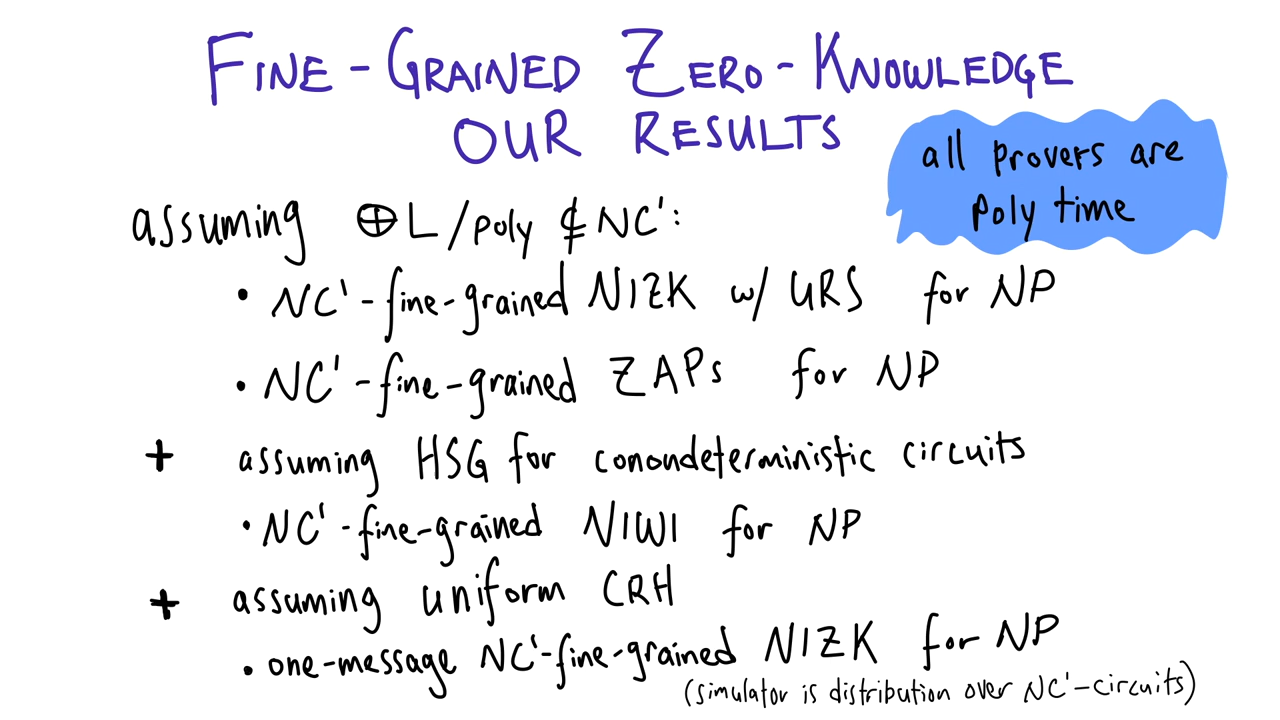 FINE-GRAINED ZERO-KNOWLEDGE
OUR RESULTS
all provers are
poly time
assuming ⊕L/poly ⊄ NC¹:
• NC¹-fine-grained NIZK w/ URS for NP
• NC¹-fine-grained ZAPs for NP
+ assuming HSG for conondeterministic circuits
• NC¹-fine-grained NIWI for NP
+ assuming uniform CRH
• one-message NC¹-fine-grained NIZK for NP
(simulator is distribution over NC¹-circuits)